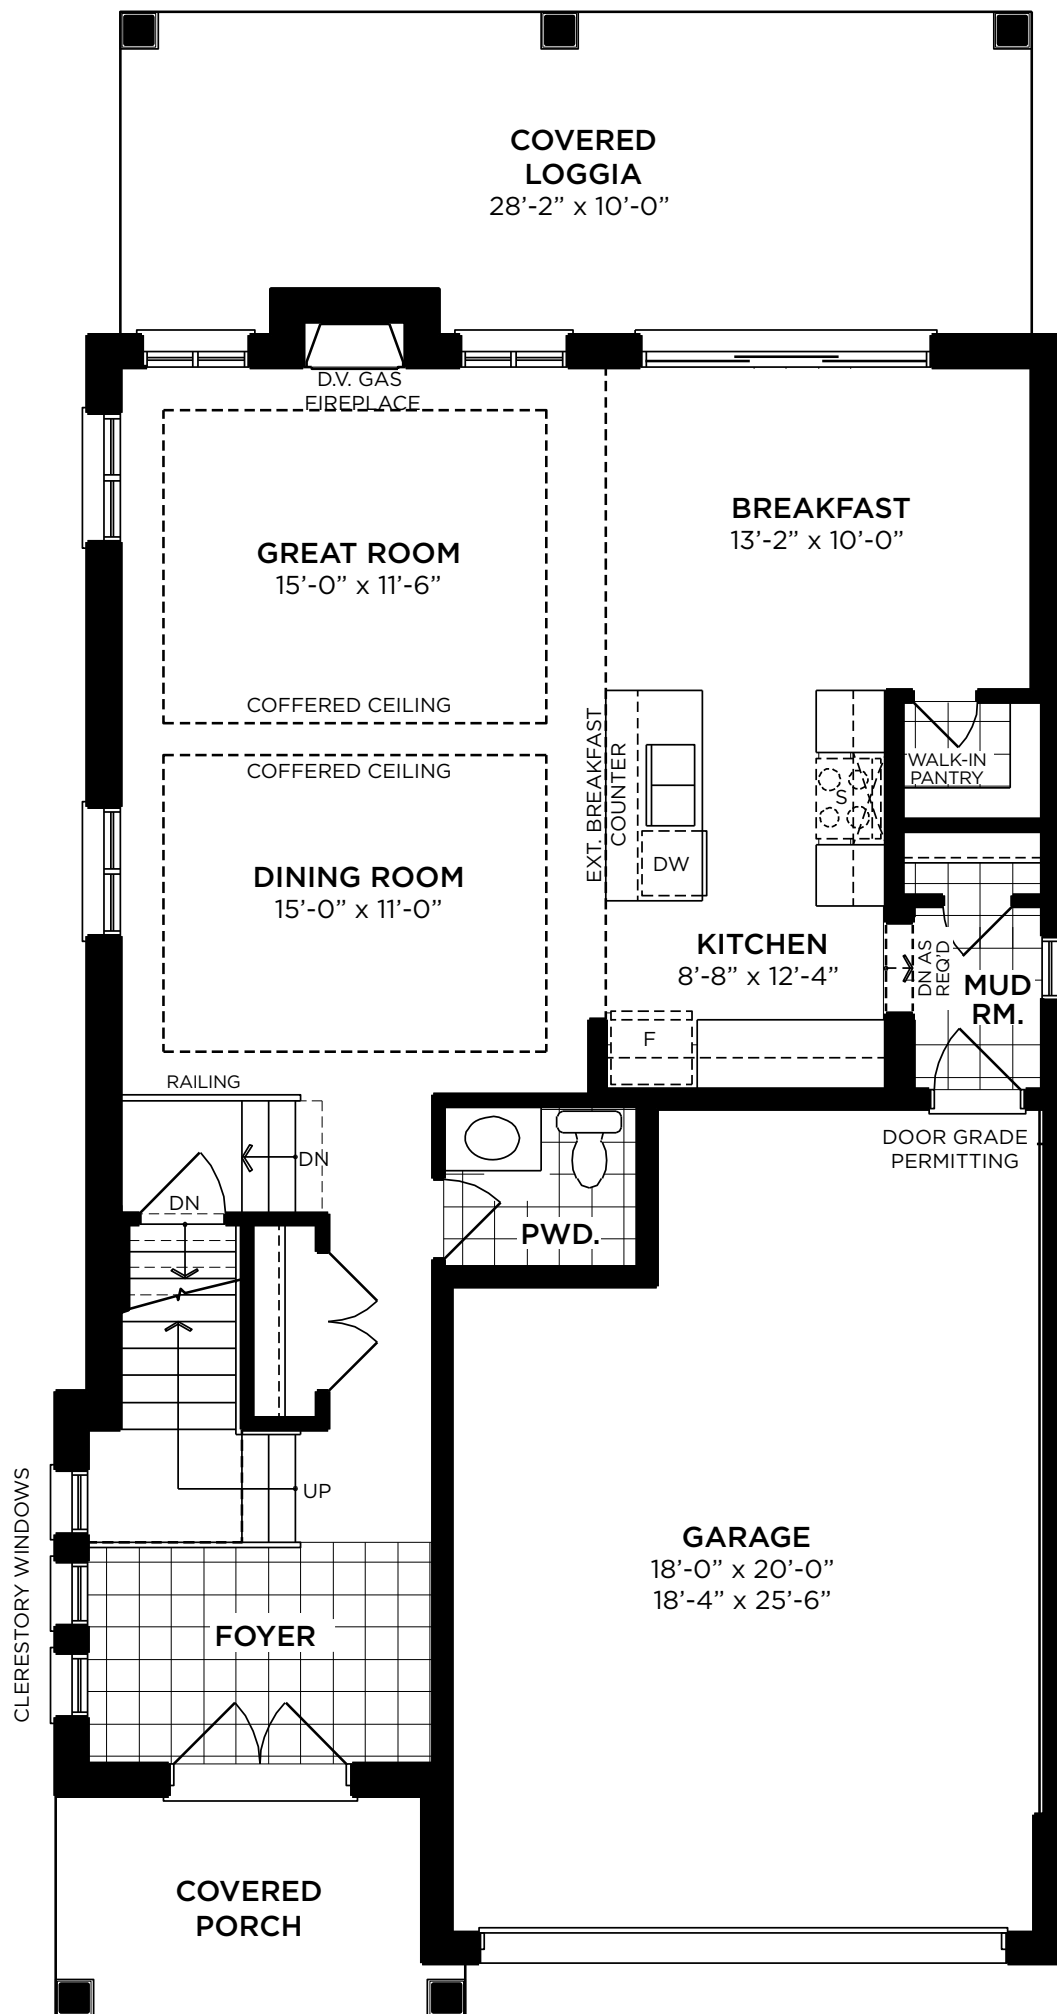 COVERED
LOGGIA
28’-2” x 10’-0”
D.V. GAS
FIREPLACE
GREAT ROOM
15’-0” x 11’-6”
COFFERED CEILING
BREAKFAST
13’-2” x 10’-0”
COFFERED CEILING
DINING ROOM
15’-0” x 11’-0”
EXT. BREAKFAST
COUNTER
DW
S
WALK-IN
PANTRY
KITCHEN
8’-8” x 12’-4”
F
DN AS
REQ’D
MUD
RM.
RAILING
DN
DN
PWD.
DOOR GRADE
PERMITTING
UP
CLERESTORY WINDOWS
FOYER
GARAGE
18’-0” x 20’-0”
18’-4” x 25’-6”
COVERED
PORCH